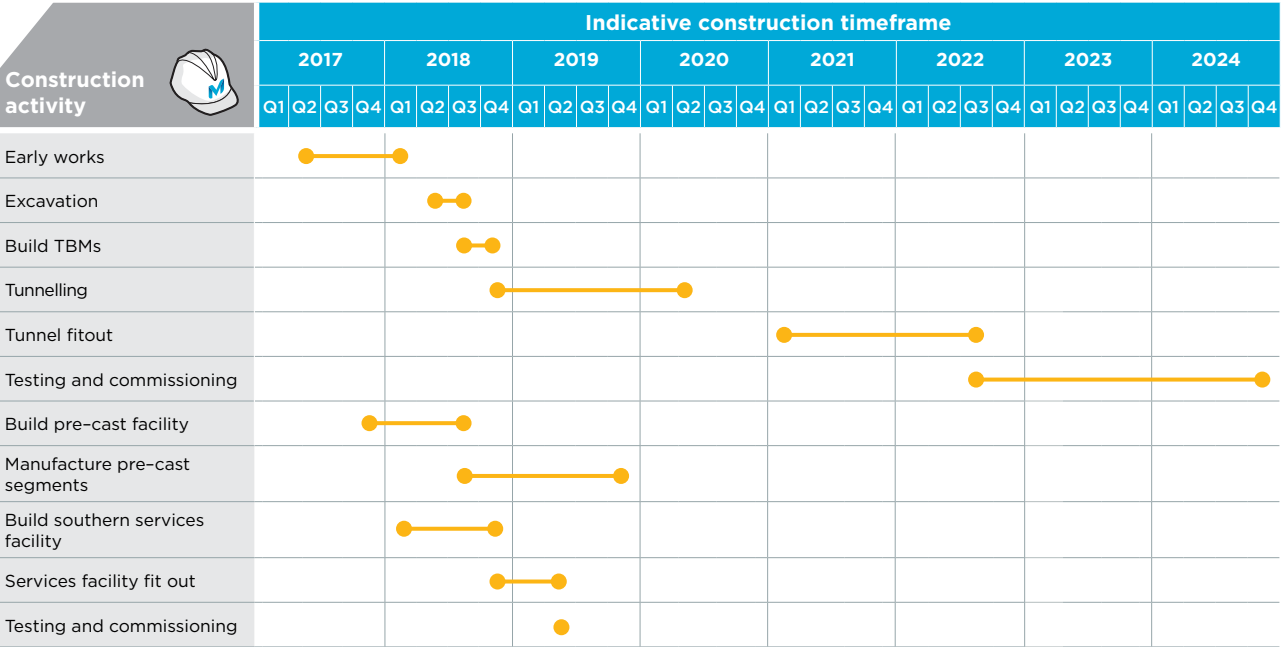 Indicative construction timeframe
Construction
activity
M
2017 2018 2019 2020 2021 2022 2023 2024
Q1 Q2 Q3 Q4 Q1 Q2 Q3 Q4 Q1 Q2 Q3 Q4 Q1 Q2 Q3 Q4 Q1 Q2 Q3 Q4 Q1 Q2 Q3 Q4 Q1 Q2 Q3 Q4 Q1 Q2 Q3 Q4
Early works
Excavation
Build TBMs
Tunnelling
Tunnel fitout
Testing and commissioning
Build pre–cast facility
Manufacture pre–cast
segments
Build southern services
facility
Services facility fit out
Testing and commissioning